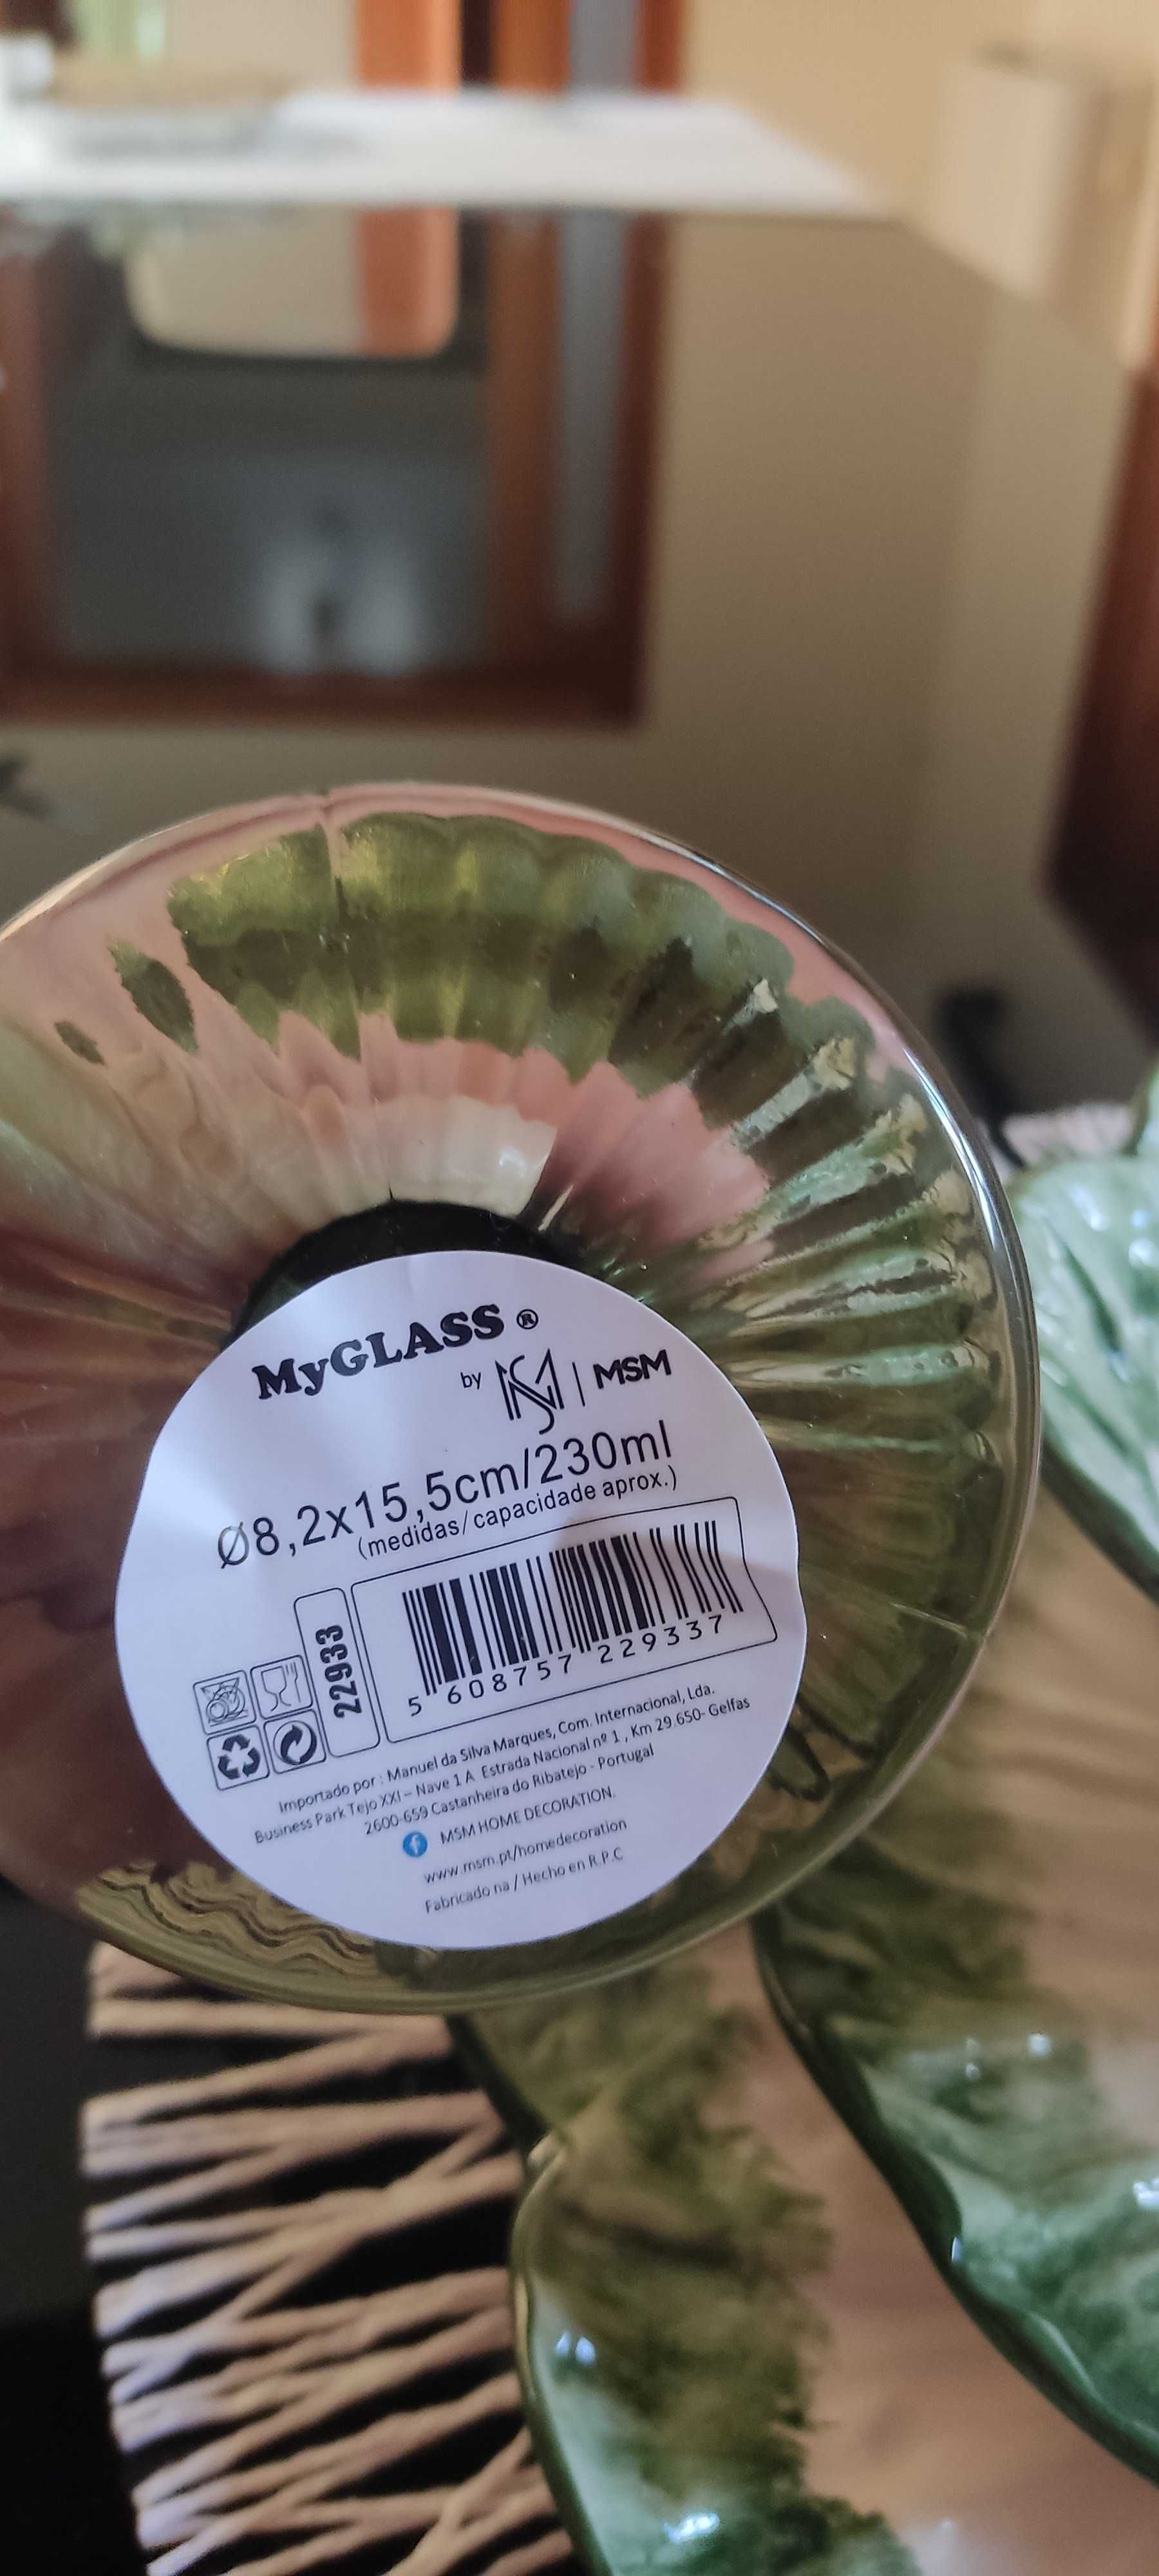 MyGLASS ®
by MSM | MSM
Ø8,2x15,5cm/230ml
(medidas/capacidade aprox.)
22933
5 608757 229337
Importado por : Manuel da Silva Marques, Com. Internacional, Lda.
Business Park Tejo XXI – Nave 1 A Estrada Nacional nº 1 , Km 29.650- Gelfas
2600-659 Castanheira do Ribatejo - Portugal
f MSM HOME DECORATION.
www.msm.pt/homedecoration
Fabricado na / Hecho en R.P.C